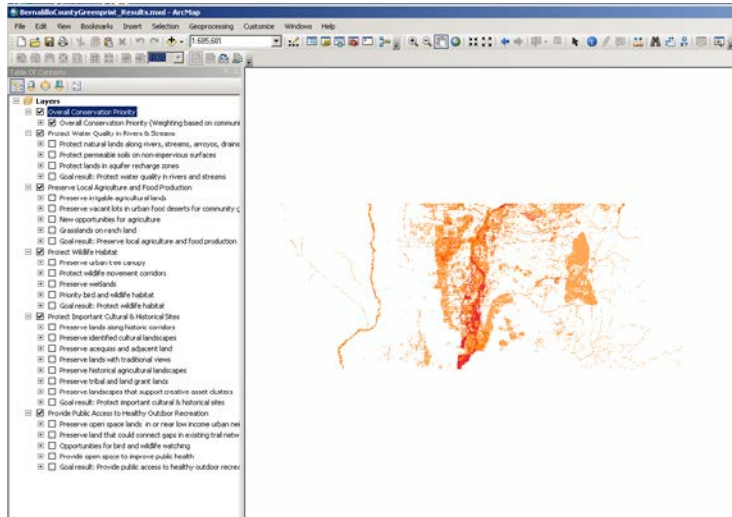 BernalilloCountyGreenprint_Results.mxd - ArcMap
File Edit View Bookmarks Insert Selection Geoprocessing Customize Windows Help
1:685,601
Table Of Contents
Layers
Overall Conservation Priority
Overall Conservation Priority (Weighting based on communi
Protect Water Quality in Rivers & Streams
Protect natural lands along rivers, streams, arroyos, drains
Protect permeable soils on non-impervious surfaces
Protect lands in aquifer recharge zones
Goal result: Protect water quality in rivers and streams
Preserve Local Agriculture and Food Production
Preserve irrigable agricultural lands
Preserve vacant lots in urban food deserts for community g
New opportunities for agriculture
Grasslands on ranch land
Goal result: Preserve local agriculture and food production
Protect Wildlife Habitat
Preserve urban tree canopy
Protect wildlife movement corridors
Preserve wetlands
Priority bird and wildlife habitat
Goal result: Protect wildlife habitat
Protect Important Cultural & Historical Sites
Preserve lands along historic corridors
Preserve identified cultural landscapes
Preserve acequias and adjacent land
Preserve lands with traditional views
Preserve historical agricultural landscapes
Preserve tribal and land grant lands
Preserve landscapes that support creative asset clusters
Goal result: Protect important cultural & historical sites
Provide Public Access to Healthy Outdoor Recreation
Preserve open space lands in or near low income urban nei
Preserve land that could connect gaps in existing trail netw
Opportunities for bird and wildlife watching
Provide open space to improve public health
Goal result: Provide public access to healthy outdoor recrea